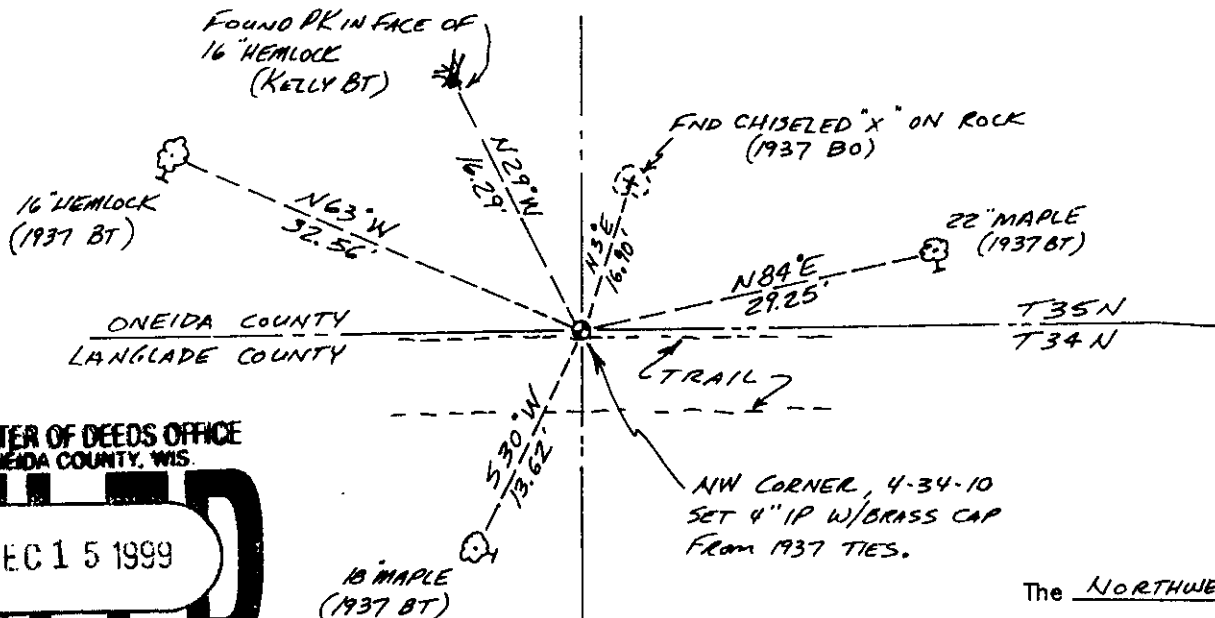 FOUND PK IN FACE OF
16" HEMLOCK
(KELLY BT)
FND CHISELED "X" ON ROCK
(1937 BO)
16" HEMLOCK
(1937 BT)
N63°W
32.56'
N29°W
16.29'
N3°E
16.90'
22" MAPLE
(1937 BT)
N84°E
29.25'
ONEIDA COUNTY
LANGLADE COUNTY
T35N
T34N
TRAIL
S30°W
13.62'
TER OF DEEDS OFFICE
EIDA COUNTY, WIS.
EC 15 1999
NW CORNER, 4-34-10
SET 4" IP W/BRASS CAP
FROM 1937 TIES.
18" MAPLE
(1937 BT)
The NORTHWE